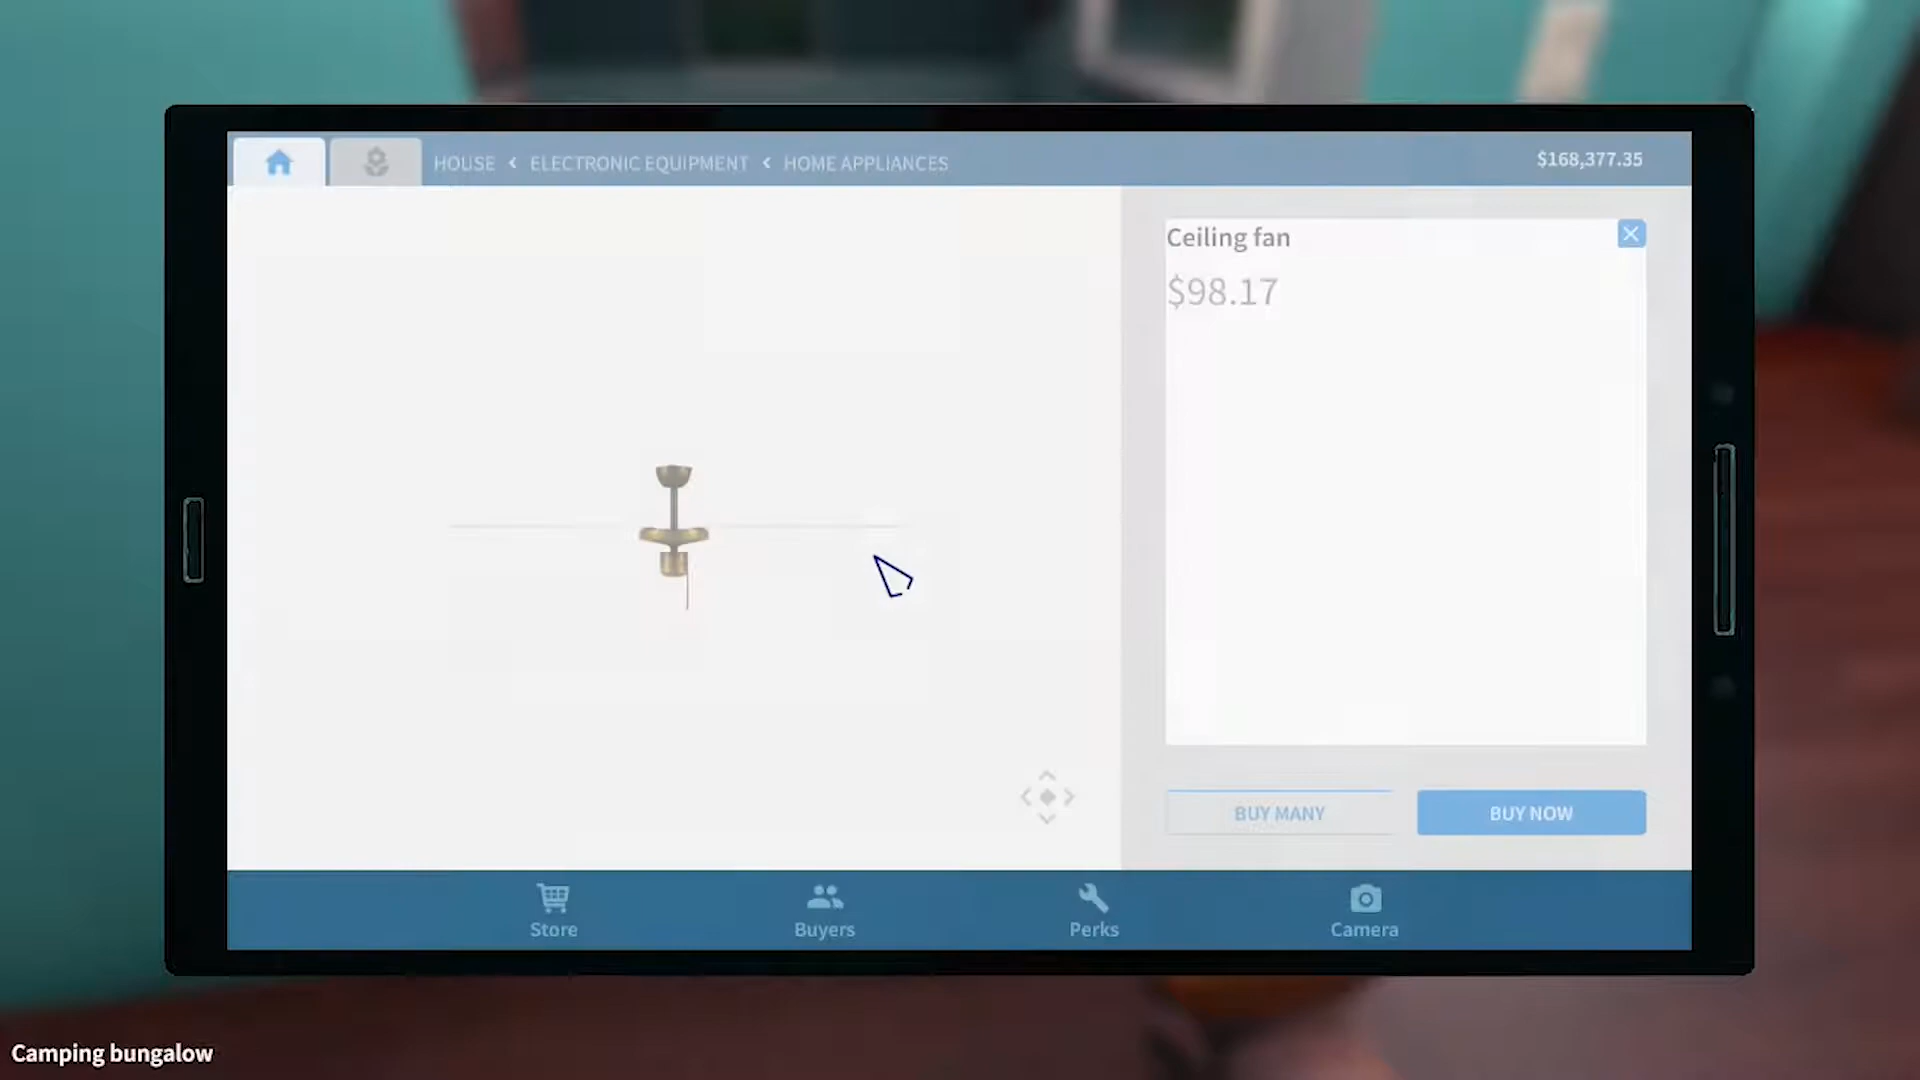 HOUSE < ELECTRONIC EQUIPMENT < HOME APPLIANCES
$168,377.35
Ceiling fan
$98.17
BUY MANY
BUY NOW
Store
Buyers
Perks
Camera
Camping bungalow